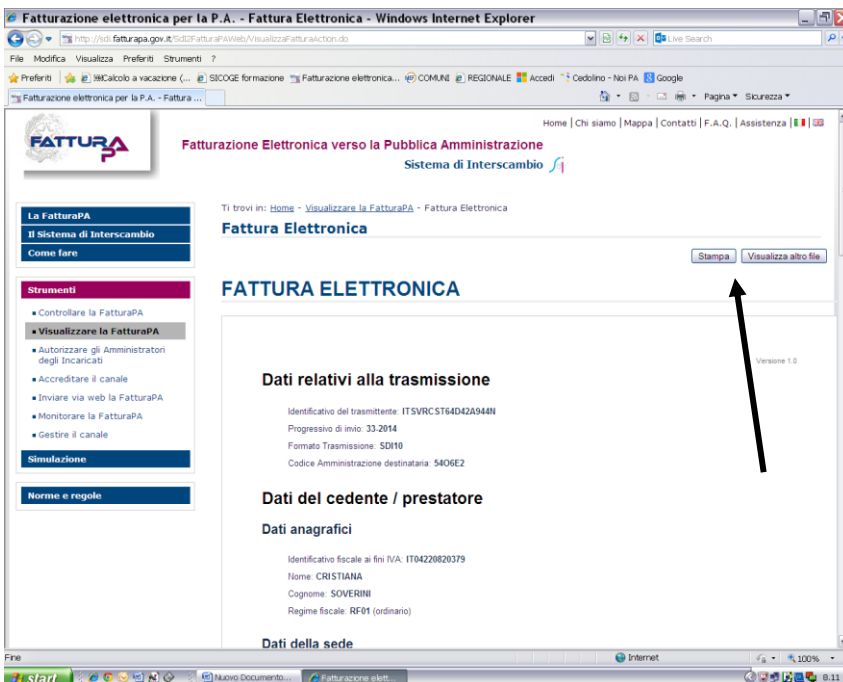 Fatturazione elettronica per la P.A. - Fattura Elettronica - Windows Internet Explorer
http://sdi.fatturapa.gov.it/SdI2FatturaPAWeb/VisualizzaFatturaAction.do
Live Search
File Modifica Visualizza Preferiti Strumenti ?
Preferiti Calcolo a vacazione (... SICOGE formazione Fatturazione elettronica... COMUNI REGIONALE Accedi Cedolino - Noi PA Google
Fatturazione elettronica per la P.A. - Fattura ...
Pagina Sicurezza
Home | Chi siamo | Mappa | Contatti | F.A.Q. | Assistenza |
FATTURAPA
Fatturazione Elettronica verso la Pubblica Amministrazione
Sistema di Interscambio
La FatturaPA
Il Sistema di Interscambio
Come fare
Strumenti
Controllare la FatturaPA
Visualizzare la FatturaPA
Autorizzare gli Amministratori
degli Incaricati
Accreditare il canale
Inviare via web la FatturaPA
Monitorare la FatturaPA
Gestire il canale
Simulazione
Norme e regole
Ti trovi in: Home - Visualizzare la FatturaPA - Fattura Elettronica
Fattura Elettronica
Stampa Visualizza altro file
FATTURA ELETTRONICA
Versione 1.0
Dati relativi alla trasmissione
Identificativo del trasmittente: ITSVRCST64D42A944N
Progressivo di invio: 33-2014
Formato Trasmissione: SDI10
Codice Amministrazione destinataria: 54O6E2
Dati del cedente / prestatore
Dati anagrafici
Identificativo fiscale ai fini IVA: IT04220820379
Nome: CRISTIANA
Cognome: SOVERINI
Regime fiscale: RF01 (ordinario)
Dati della sede
Fine Internet 100%
start Nuovo Documento... Fatturazione elett... 8.11